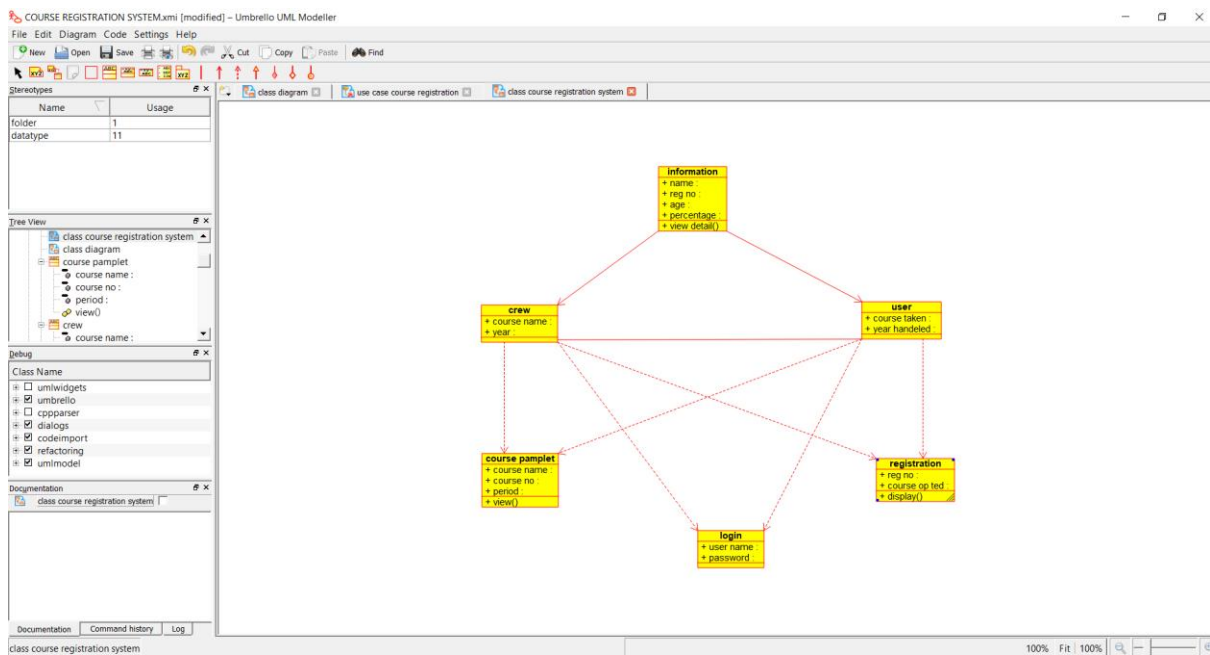 COURSE REGISTRATION SYSTEM.xmi [modified] – Umbrello UML Modeller
File Edit Diagram Code Settings Help
New Open Save Cut Copy Paste Find
Stereotypes
Name Usage
folder 1
datatype 11
class diagram use case course registration class course registration system
Tree View
class course registration system
class diagram
course pamplet
course name :
course no :
period :
view()
crew
course name :
Debug
Class Name
umlwidgets
umbrello
cppparser
dialogs
codeimport
refactoring
umlmodel
Documentation
class course registration system
Documentation Command history Log
class course registration system
information
+ name :
+ reg no :
+ age :
+ percentage :
+ view detail()
crew
+ course name :
+ year :
user
+ course taken :
+ year handeled :
course pamplet
+ course name :
+ course no :
+ period :
+ view()
registration
+ reg no :
+ course op ted :
+ display()
login
+ user name :
+ password :
100% Fit 100%